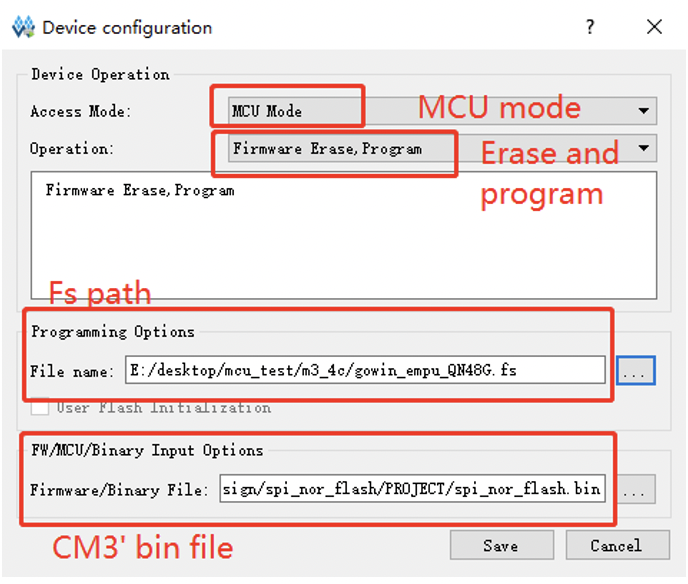 Device configuration ? ×
Device Operation
Access Mode: MCU Mode MCU mode
Operation: Firmware Erase,Program Erase and
program
Firmware Erase,Program
Fs path
Programming Options
File name: E:/desktop/mcu_test/m3_4c/gowin_empu_QN48G.fs ...
User Flash Initialization
FW/MCU/Binary Input Options
Firmware/Binary File: sign/spi_nor_flash/PROJECT/spi_nor_flash.bin ...
CM3' bin file
Save Cancel